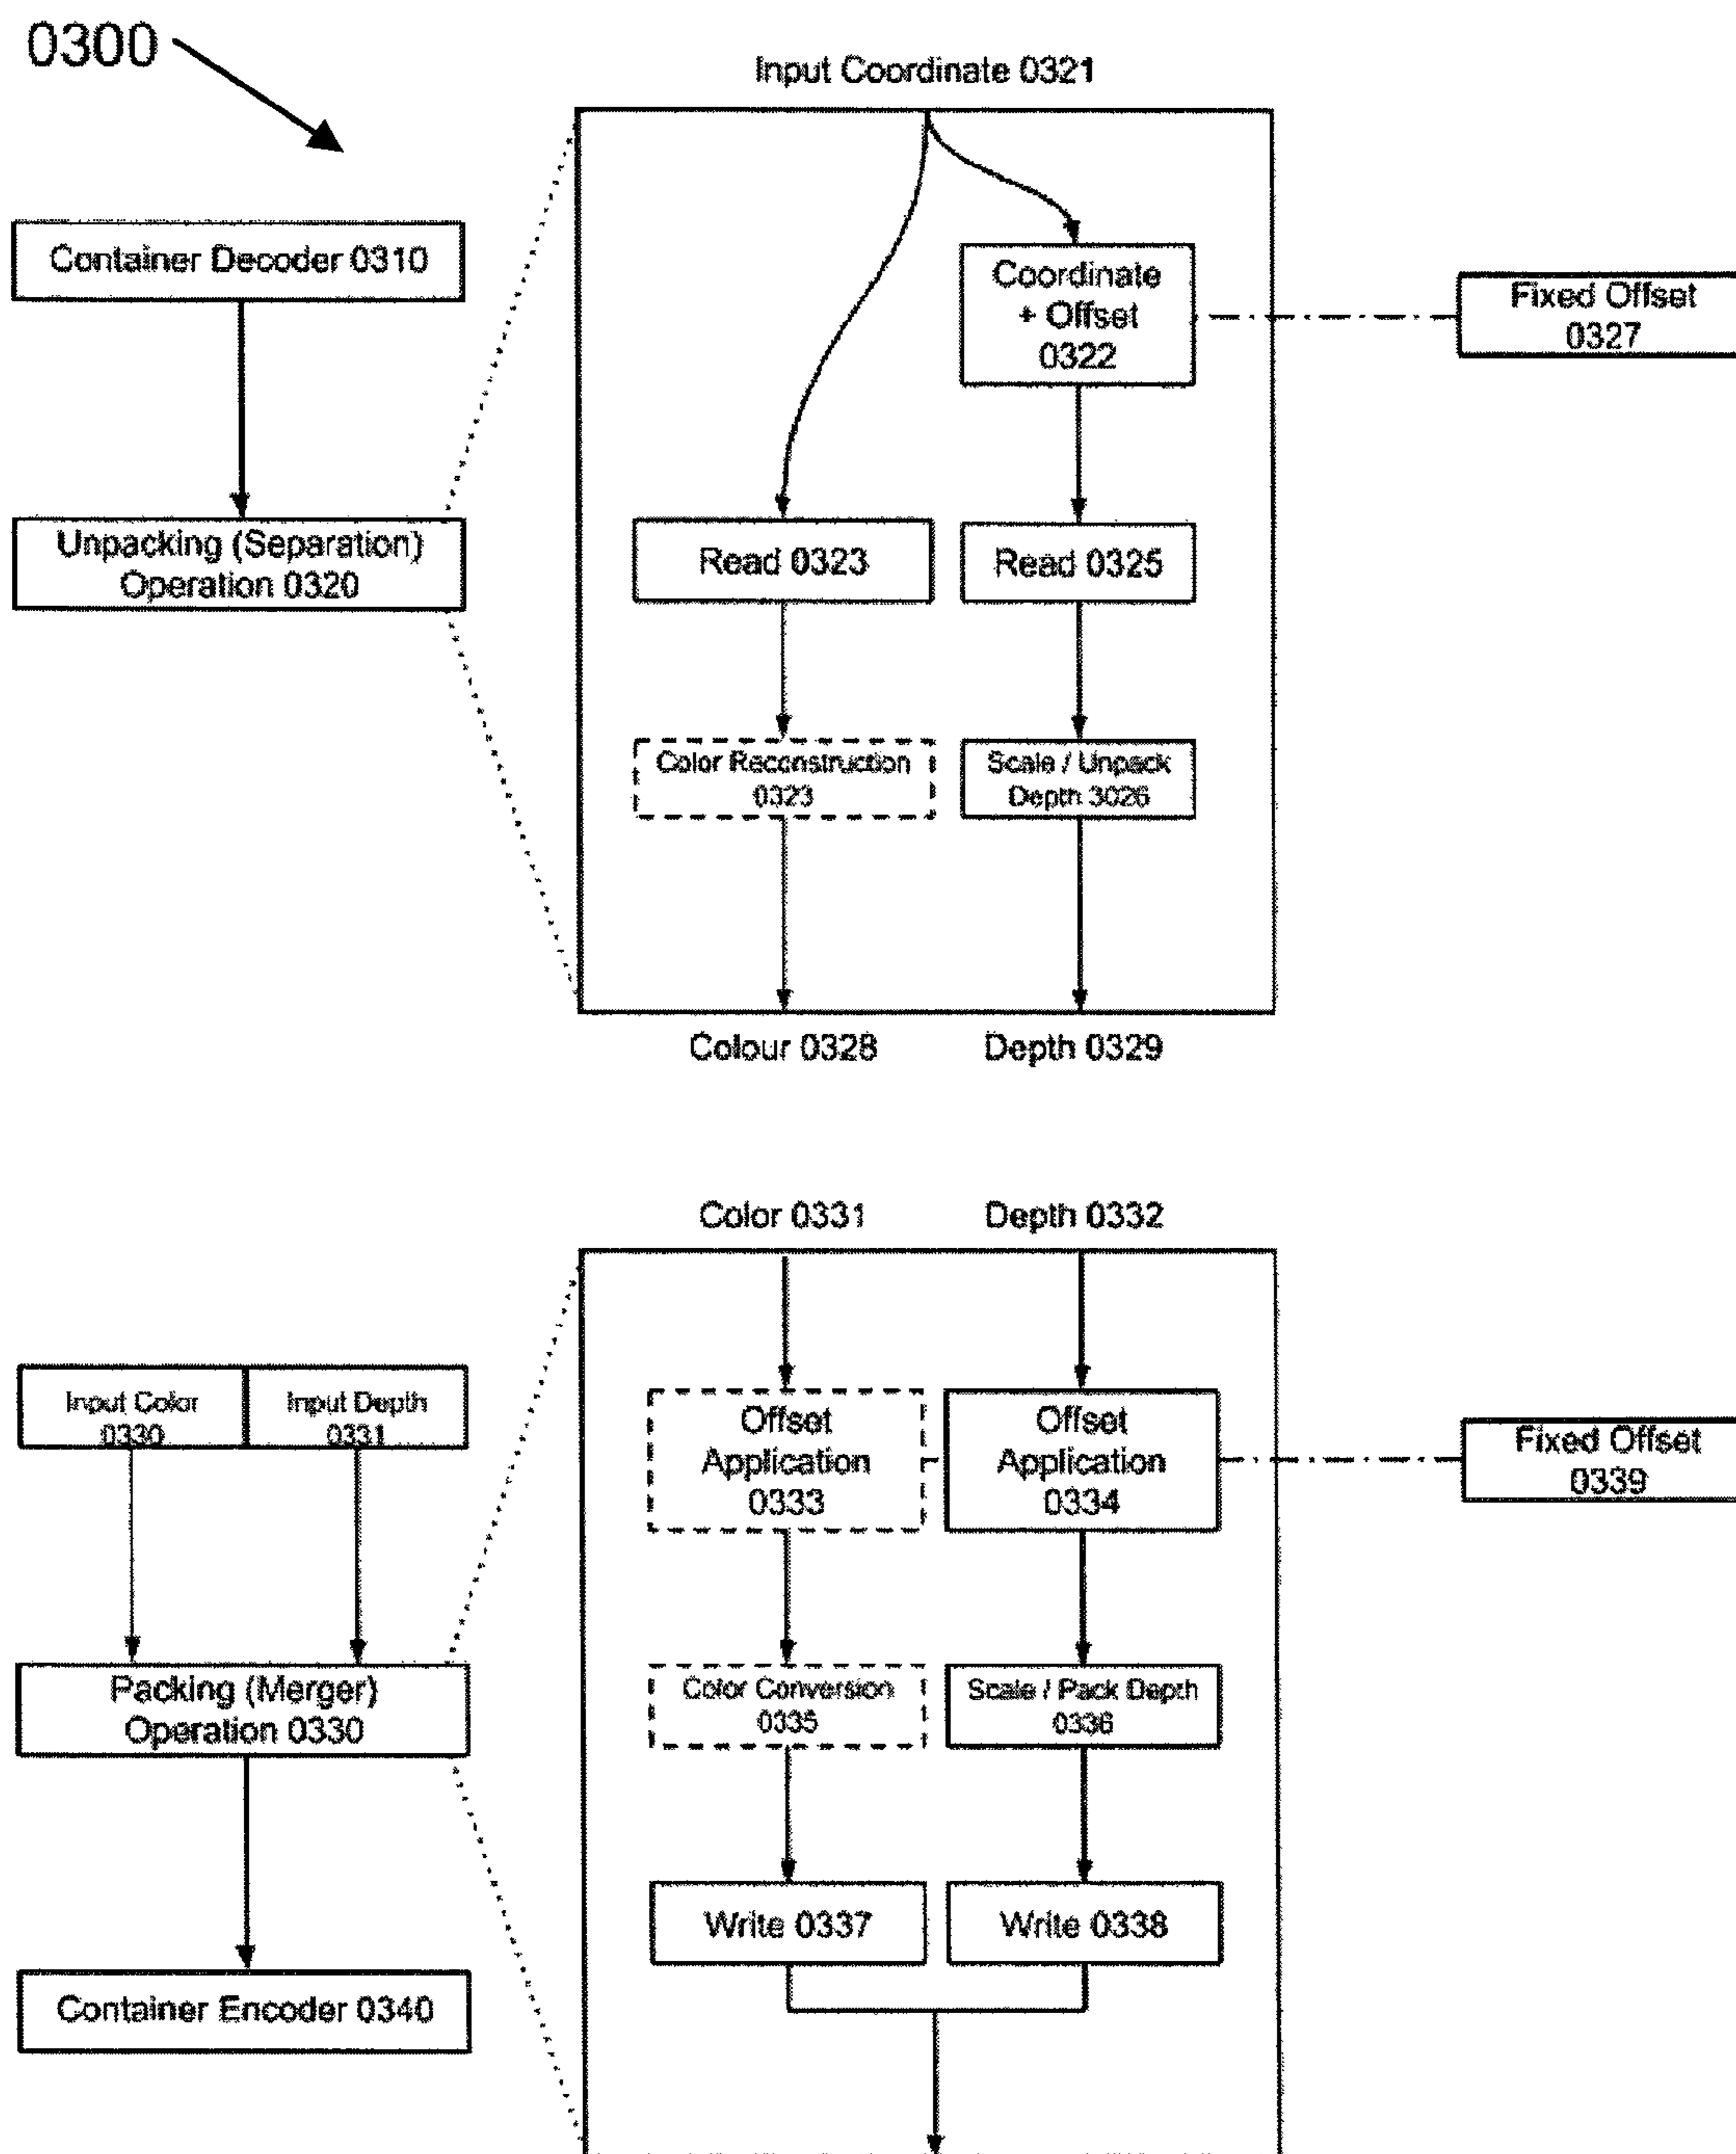 0300
Input Coordinate 0321
Container Decoder 0310
Coordinate
+ Offset
0322
Fixed Offset
0327
Unpacking (Separation)
Operation 0320
Read 0323
Read 0325
Color Reconstruction
0323
Scale / Unpack
Depth 3026
Colour 0328
Depth 0329
Color 0331
Depth 0332
Input Color
0330
Input Depth
0331
Offset
Application
0333
Offset
Application
0334
Fixed Offset
0339
Packing (Merger)
Operation 0330
Color Conversion
0335
Scale / Pack Depth
0336
Write 0337
Write 0338
Container Encoder 0340